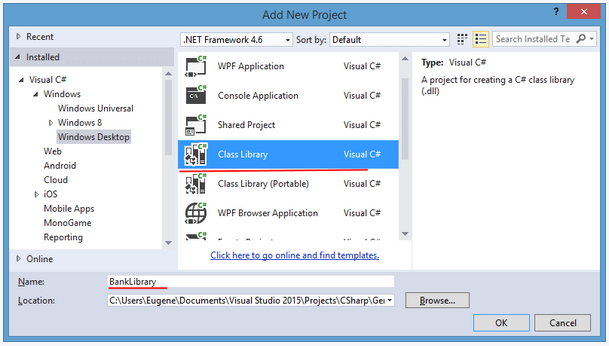 Add New Project
?
Recent
.NET Framework 4.6
Sort by:
Default
Search Installed Te
Installed
Visual C#
Windows
Windows Universal
Windows 8
Windows Desktop
Web
Android
Cloud
iOS
Mobile Apps
MonoGame
Reporting
Online
WPF Application Visual C#
Console Application Visual C#
Shared Project Visual C#
Class Library Visual C#
Class Library (Portable) Visual C#
WPF Browser Application Visual C#
Click here to go online and find templates.
Type: Visual C#
A project for creating a C# class library
(.dll)
Name:
BankLibrary
Location:
C:\Users\Eugene\Documents\Visual Studio 2015\Projects\CSharp\Ge
Browse...
OK
Cancel